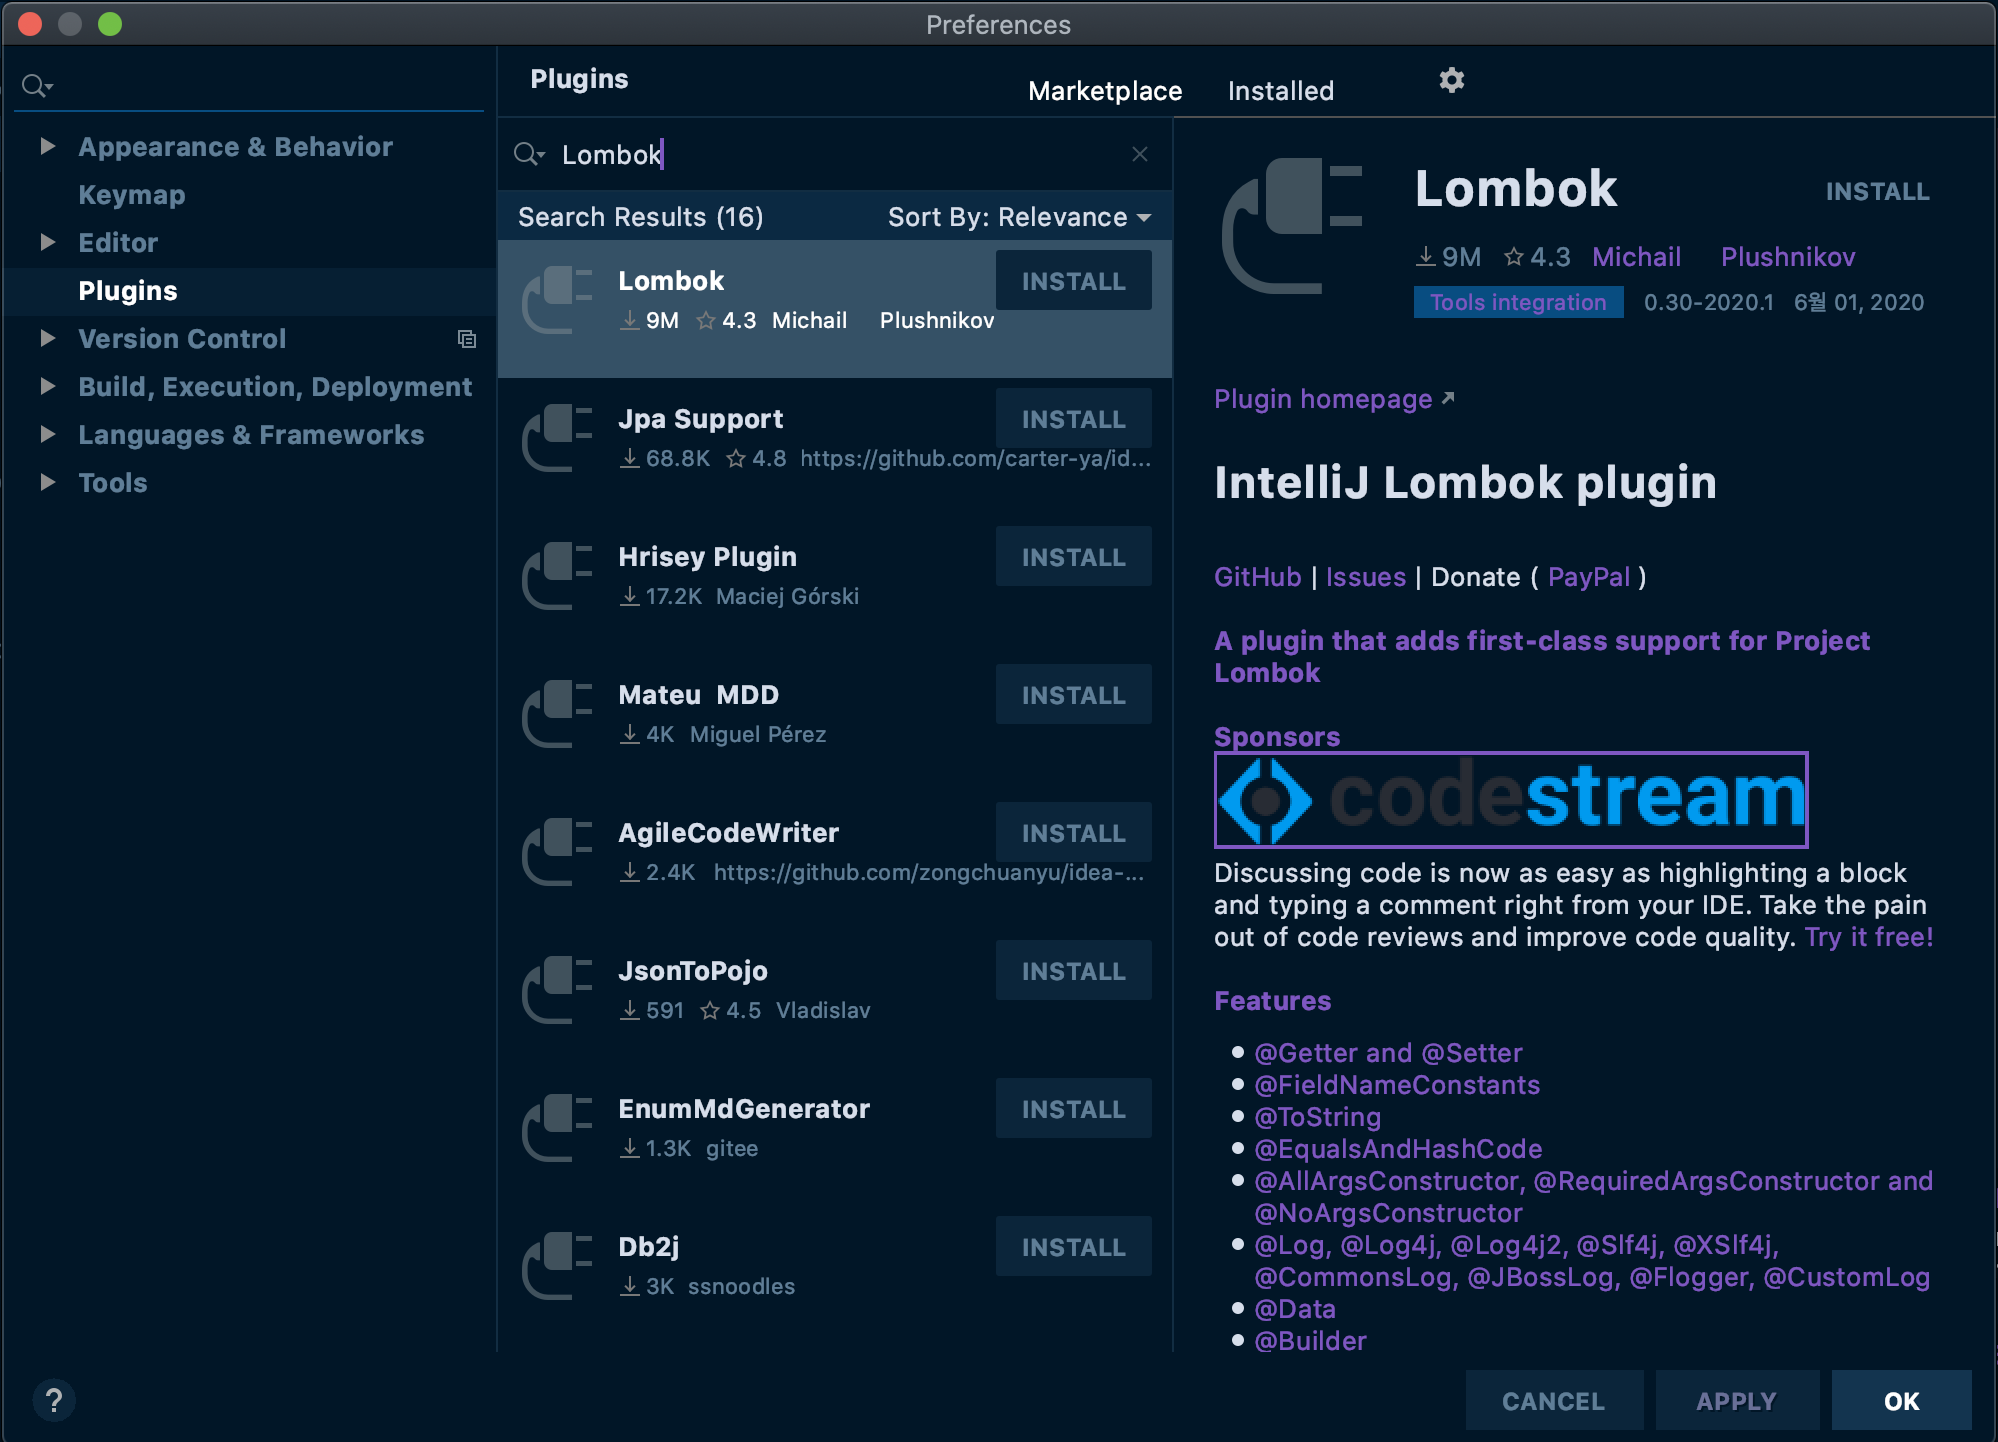 Preferences
Appearance & Behavior
Keymap
Editor
Plugins
Version Control
Build, Execution, Deployment
Languages & Frameworks
Tools
Plugins
Marketplace
Installed
Lombok
Search Results (16)
Sort By: Relevance
Lombok
INSTALL
9M 4.3 Michail Plushnikov
Jpa Support
INSTALL
68.8K 4.8 https://github.com/carter-ya/id...
Hrisey Plugin
INSTALL
17.2K Maciej Górski
Mateu MDD
INSTALL
4K Miguel Pérez
AgileCodeWriter
INSTALL
2.4K https://github.com/zongchuanyu/idea-...
JsonToPojo
INSTALL
591 4.5 Vladislav
EnumMdGenerator
INSTALL
1.3K gitee
Db2j
INSTALL
3K ssnoodles
Lombok
INSTALL
9M 4.3 Michail Plushnikov
Tools integration 0.30-2020.1 6월 01, 2020
Plugin homepage
IntelliJ Lombok plugin
GitHub | Issues | Donate ( PayPal )
A plugin that adds first-class support for Project
Lombok
Sponsors
codestream
Discussing code is now as easy as highlighting a block
and typing a comment right from your IDE. Take the pain
out of code reviews and improve code quality. Try it free!
Features
@Getter and @Setter
@FieldNameConstants
@ToString
@EqualsAndHashCode
@AllArgsConstructor, @RequiredArgsConstructor and
@NoArgsConstructor
@Log, @Log4j, @Log4j2, @Slf4j, @XSlf4j,
@CommonsLog, @JBossLog, @Flogger, @CustomLog
@Data
@Builder
?
CANCEL
APPLY
OK